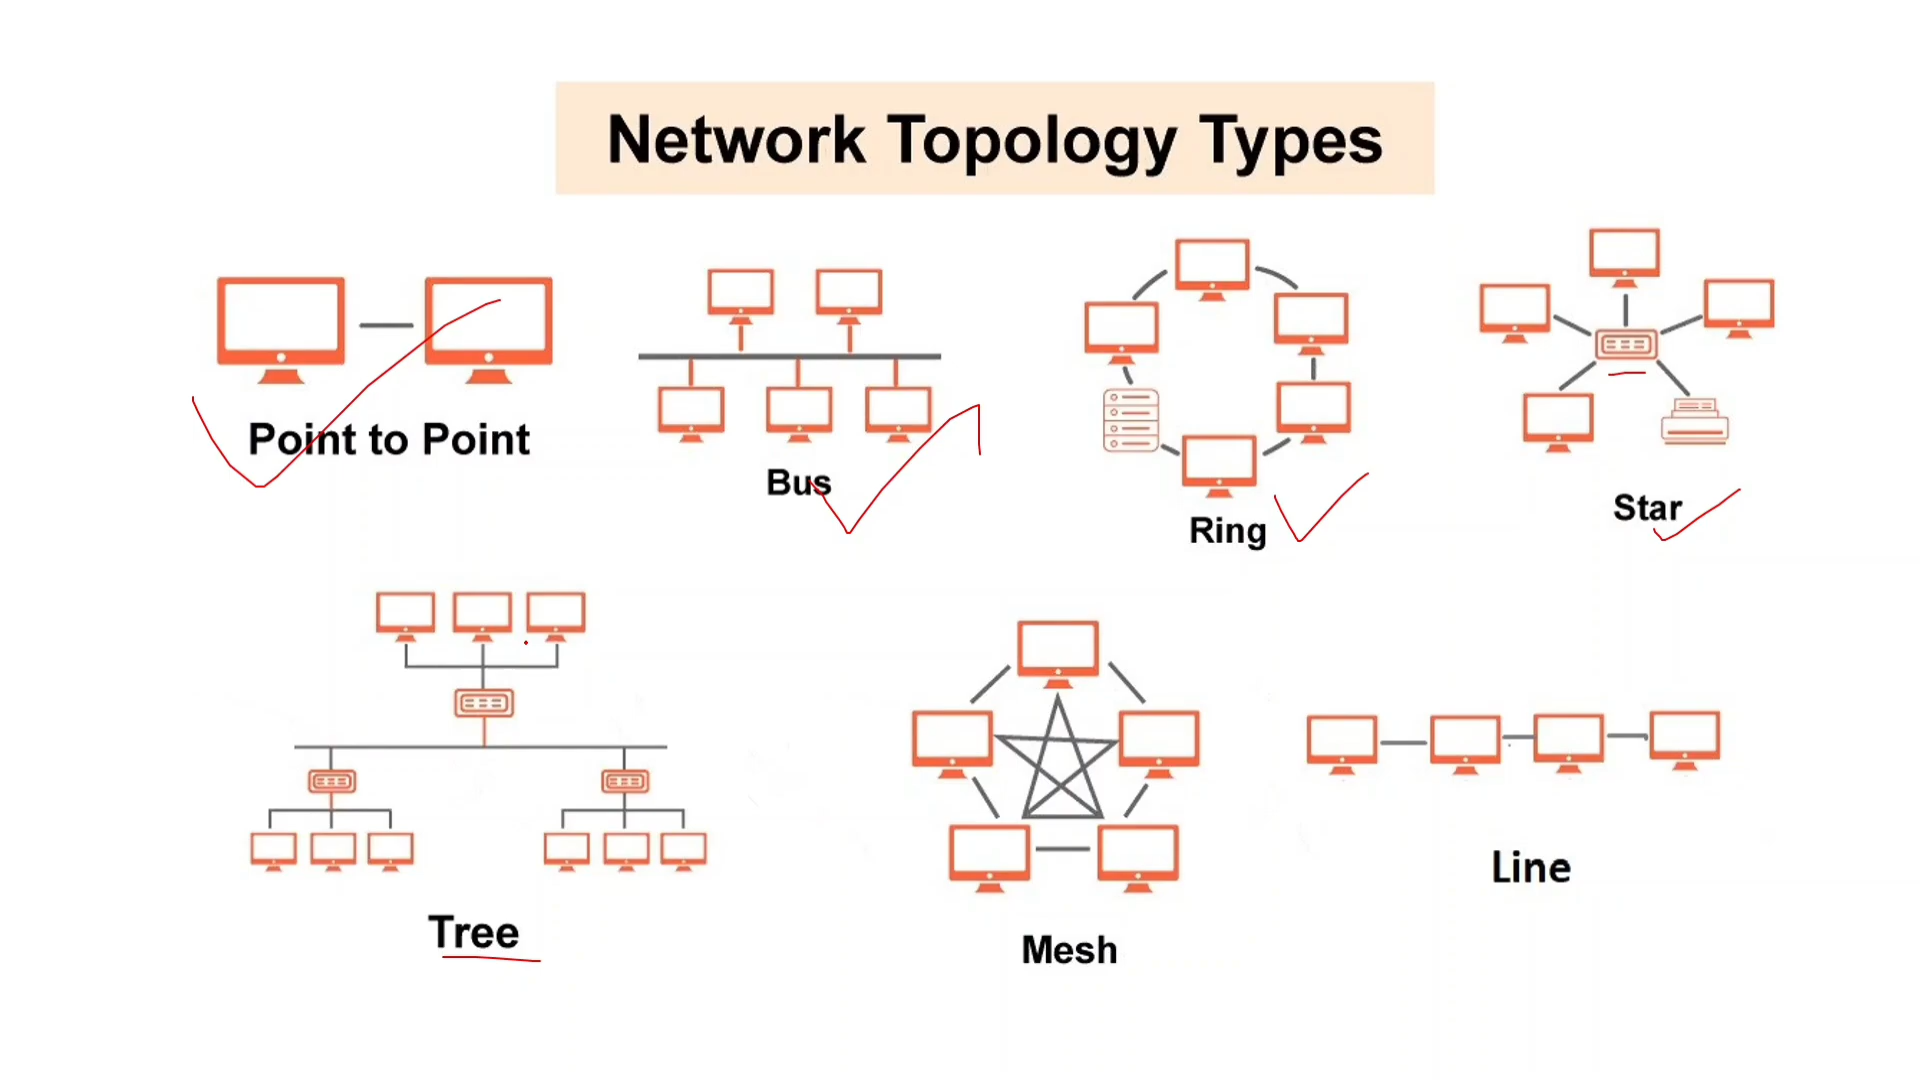 Network Topology Types
Point to Point
Bus
Ring
Star
Tree
Mesh
Line